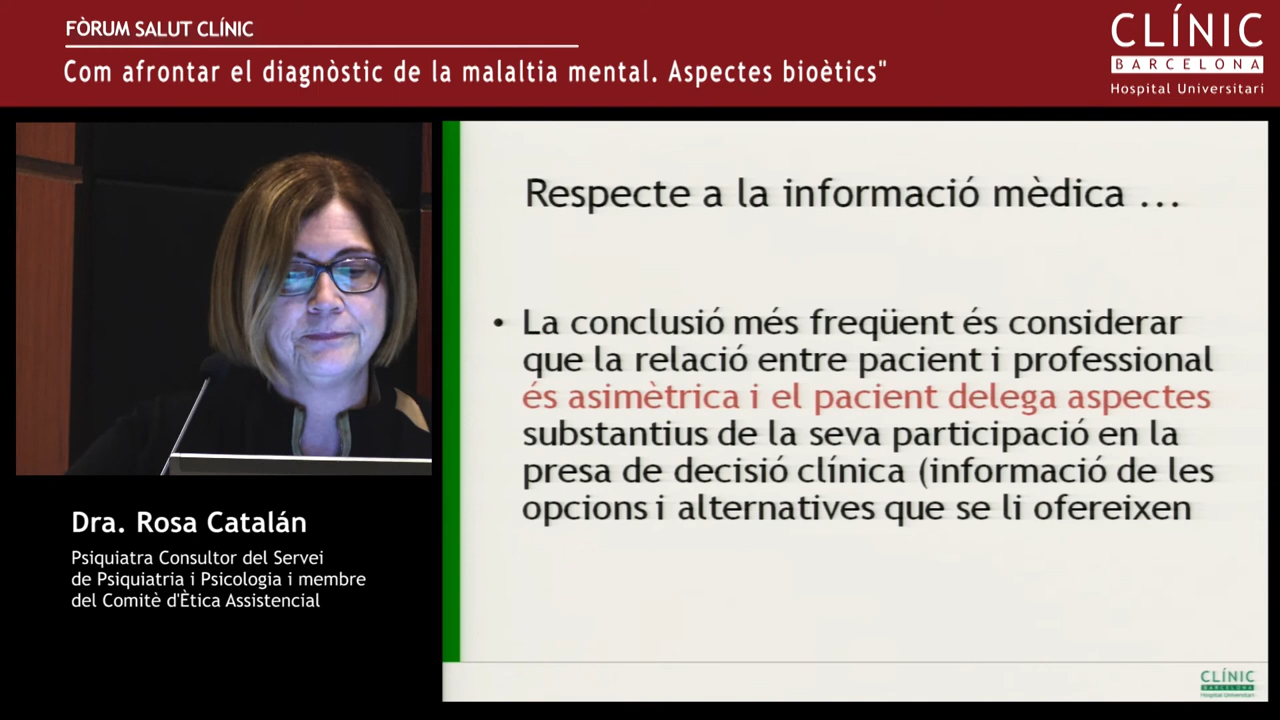 FÒRUM SALUT CLÍNIC
Com afrontar el diagnòstic de la malaltia mental. Aspectes bioètics"
CLÍNIC
BARCELONA
Hospital Universitari
Respecte a la informació mèdica ...
• La conclusió més freqüent és considerar
que la relació entre pacient i professional
és asimètrica i el pacient delega aspectes
substantius de la seva participació en la
presa de decisió clínica (informació de les
opcions i alternatives que se li ofereixen
Dra. Rosa Catalán
Psiquiatra Consultor del Servei
de Psiquiatria i Psicologia i membre
del Comitè d'Ètica Assistencial
CLÍNIC
BARCELONA
Hospital Universitari